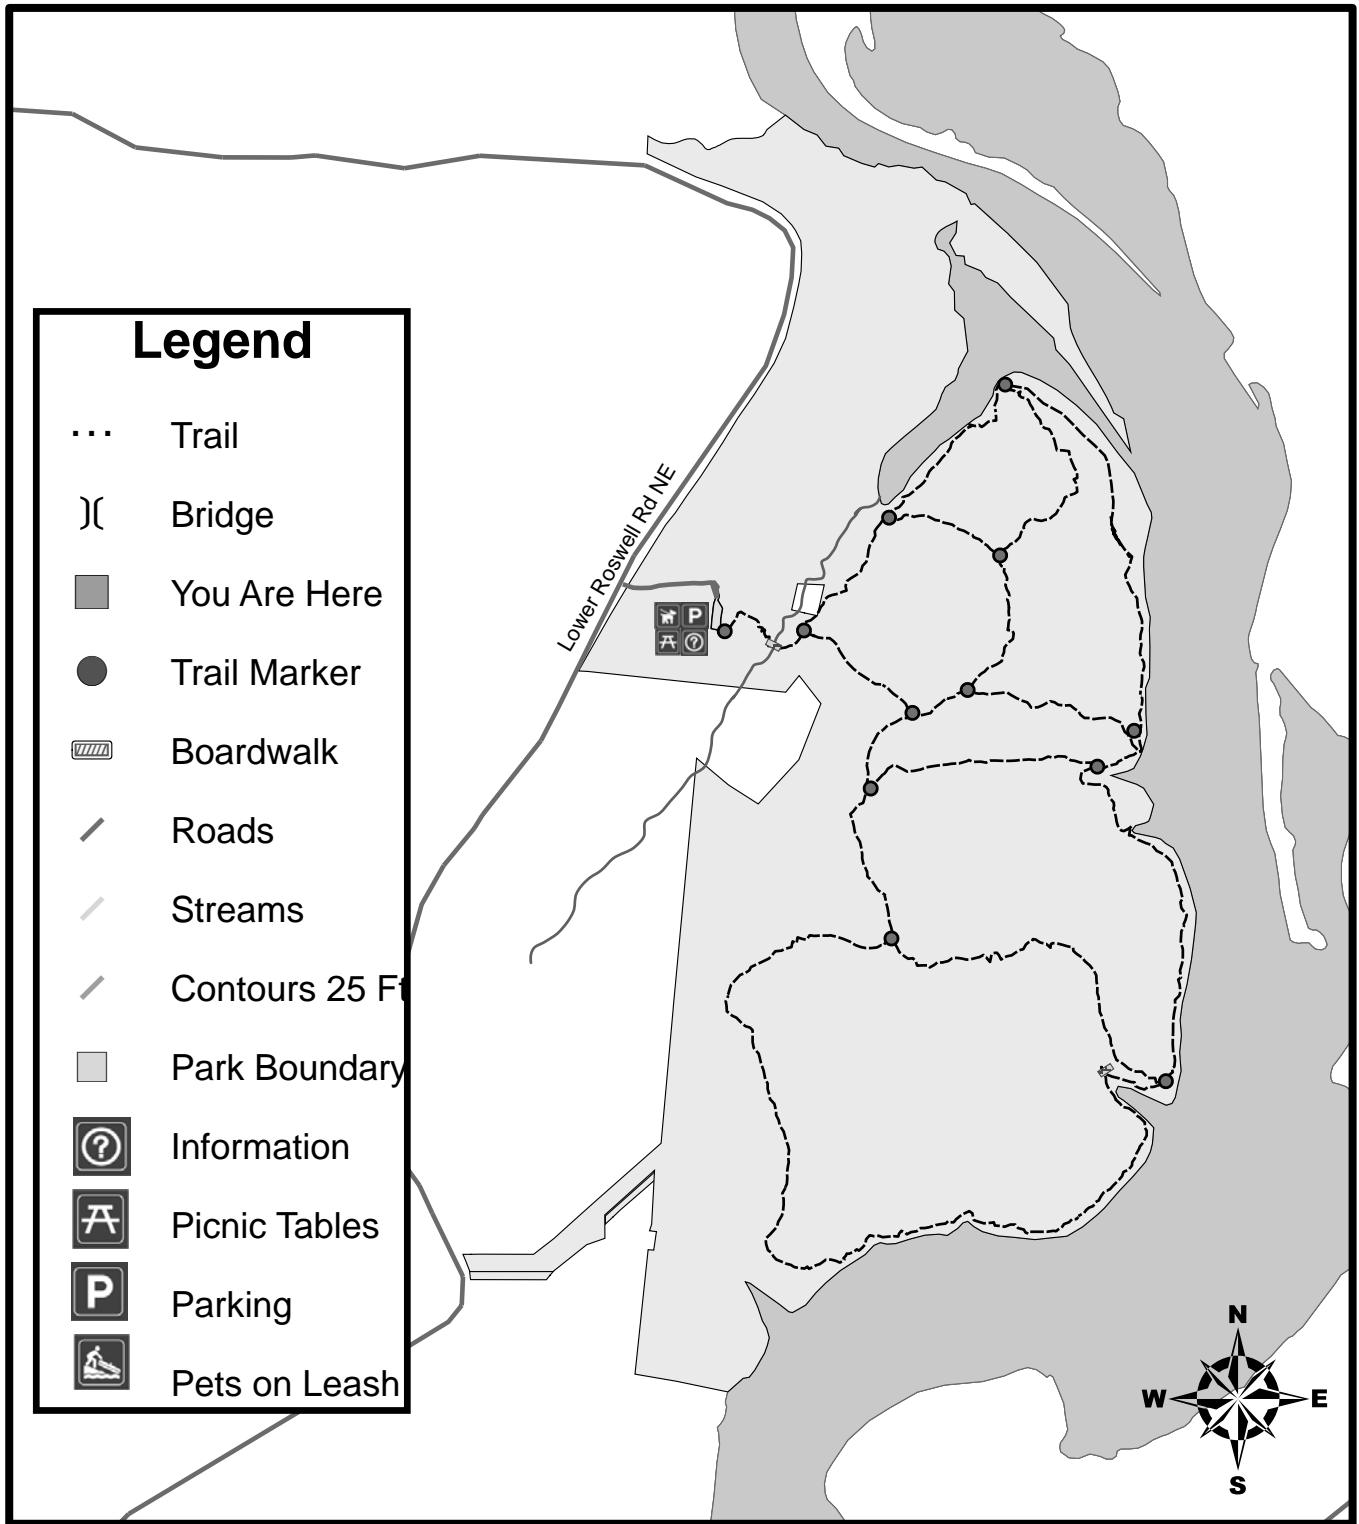 Legend
Trail
Bridge
You Are Here
Trail Marker
Boardwalk
Roads
Streams
Contours 25 Ft
Park Boundary
?
Information
Picnic Tables
P
Parking
Pets on Leash
Lower Roswell Rd NE
P
?
N
W
E
S